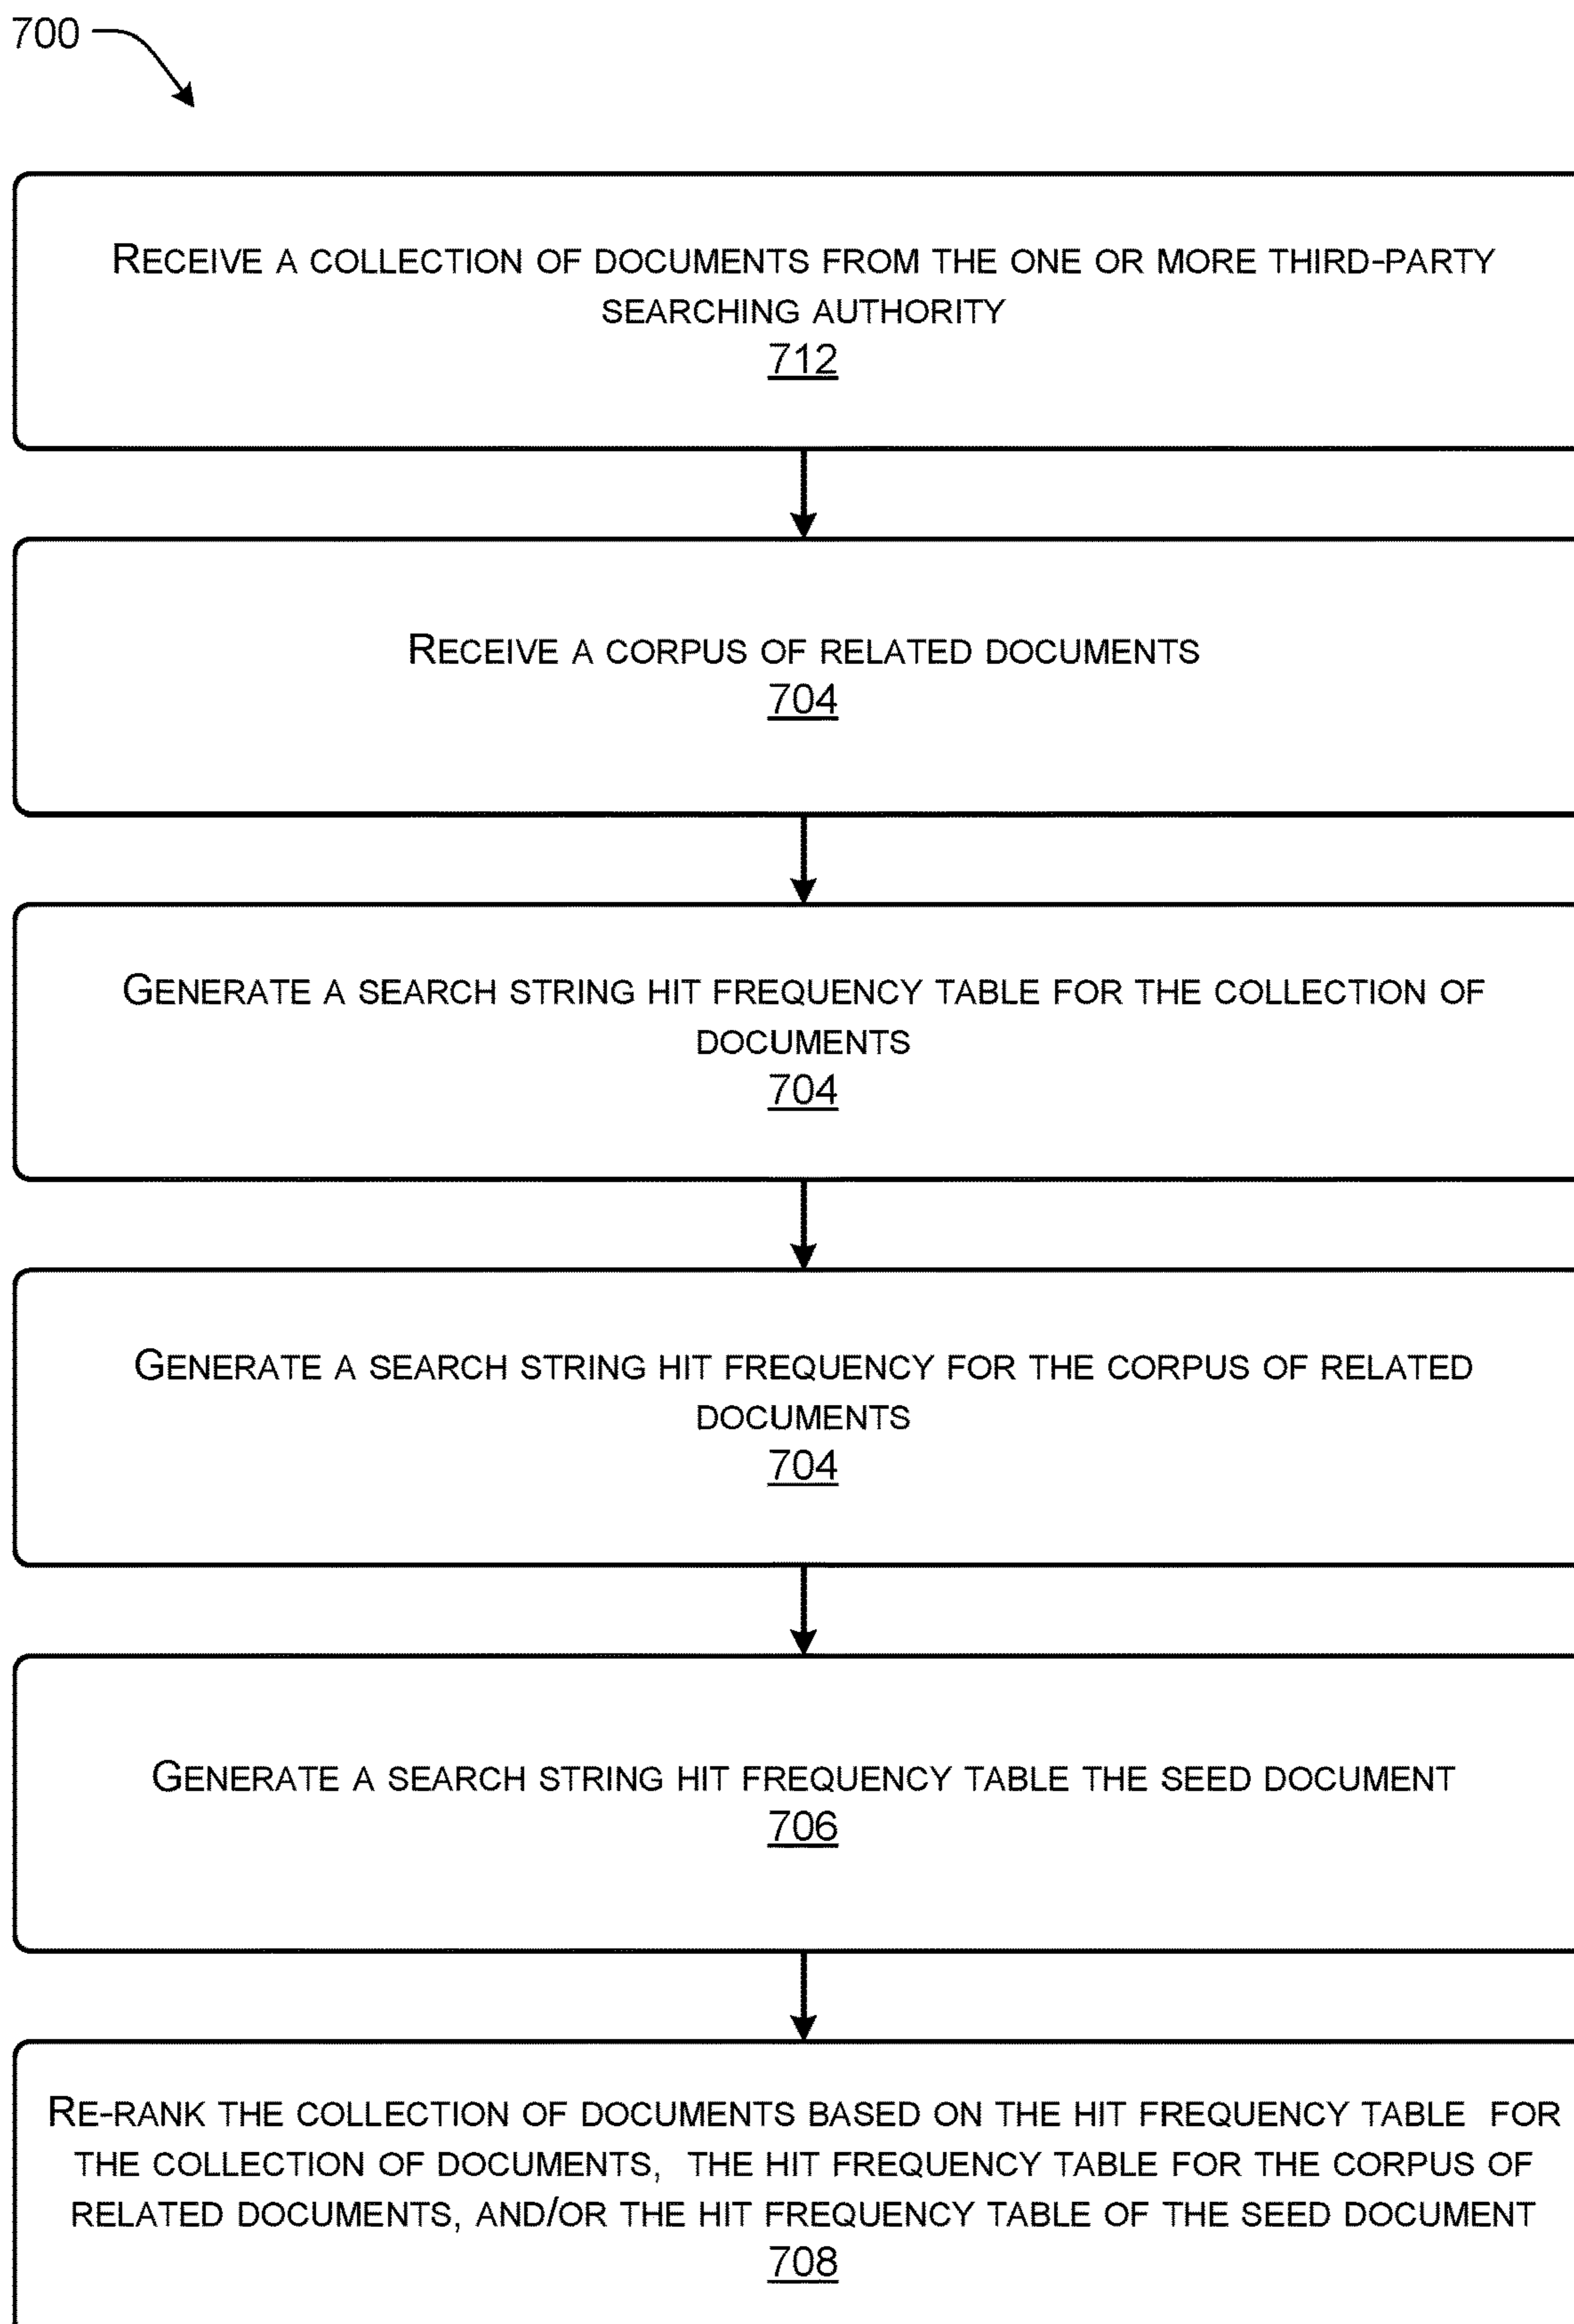 700
RECEIVE A COLLECTION OF DOCUMENTS FROM THE ONE OR MORE THIRD-PARTY
SEARCHING AUTHORITY
712
RECEIVE A CORPUS OF RELATED DOCUMENTS
704
GENERATE A SEARCH STRING HIT FREQUENCY TABLE FOR THE COLLECTION OF
DOCUMENTS
704
GENERATE A SEARCH STRING HIT FREQUENCY FOR THE CORPUS OF RELATED
DOCUMENTS
704
GENERATE A SEARCH STRING HIT FREQUENCY TABLE THE SEED DOCUMENT
706
RE-RANK THE COLLECTION OF DOCUMENTS BASED ON THE HIT FREQUENCY TABLE FOR
THE COLLECTION OF DOCUMENTS, THE HIT FREQUENCY TABLE FOR THE CORPUS OF
RELATED DOCUMENTS, AND/OR THE HIT FREQUENCY TABLE OF THE SEED DOCUMENT
708